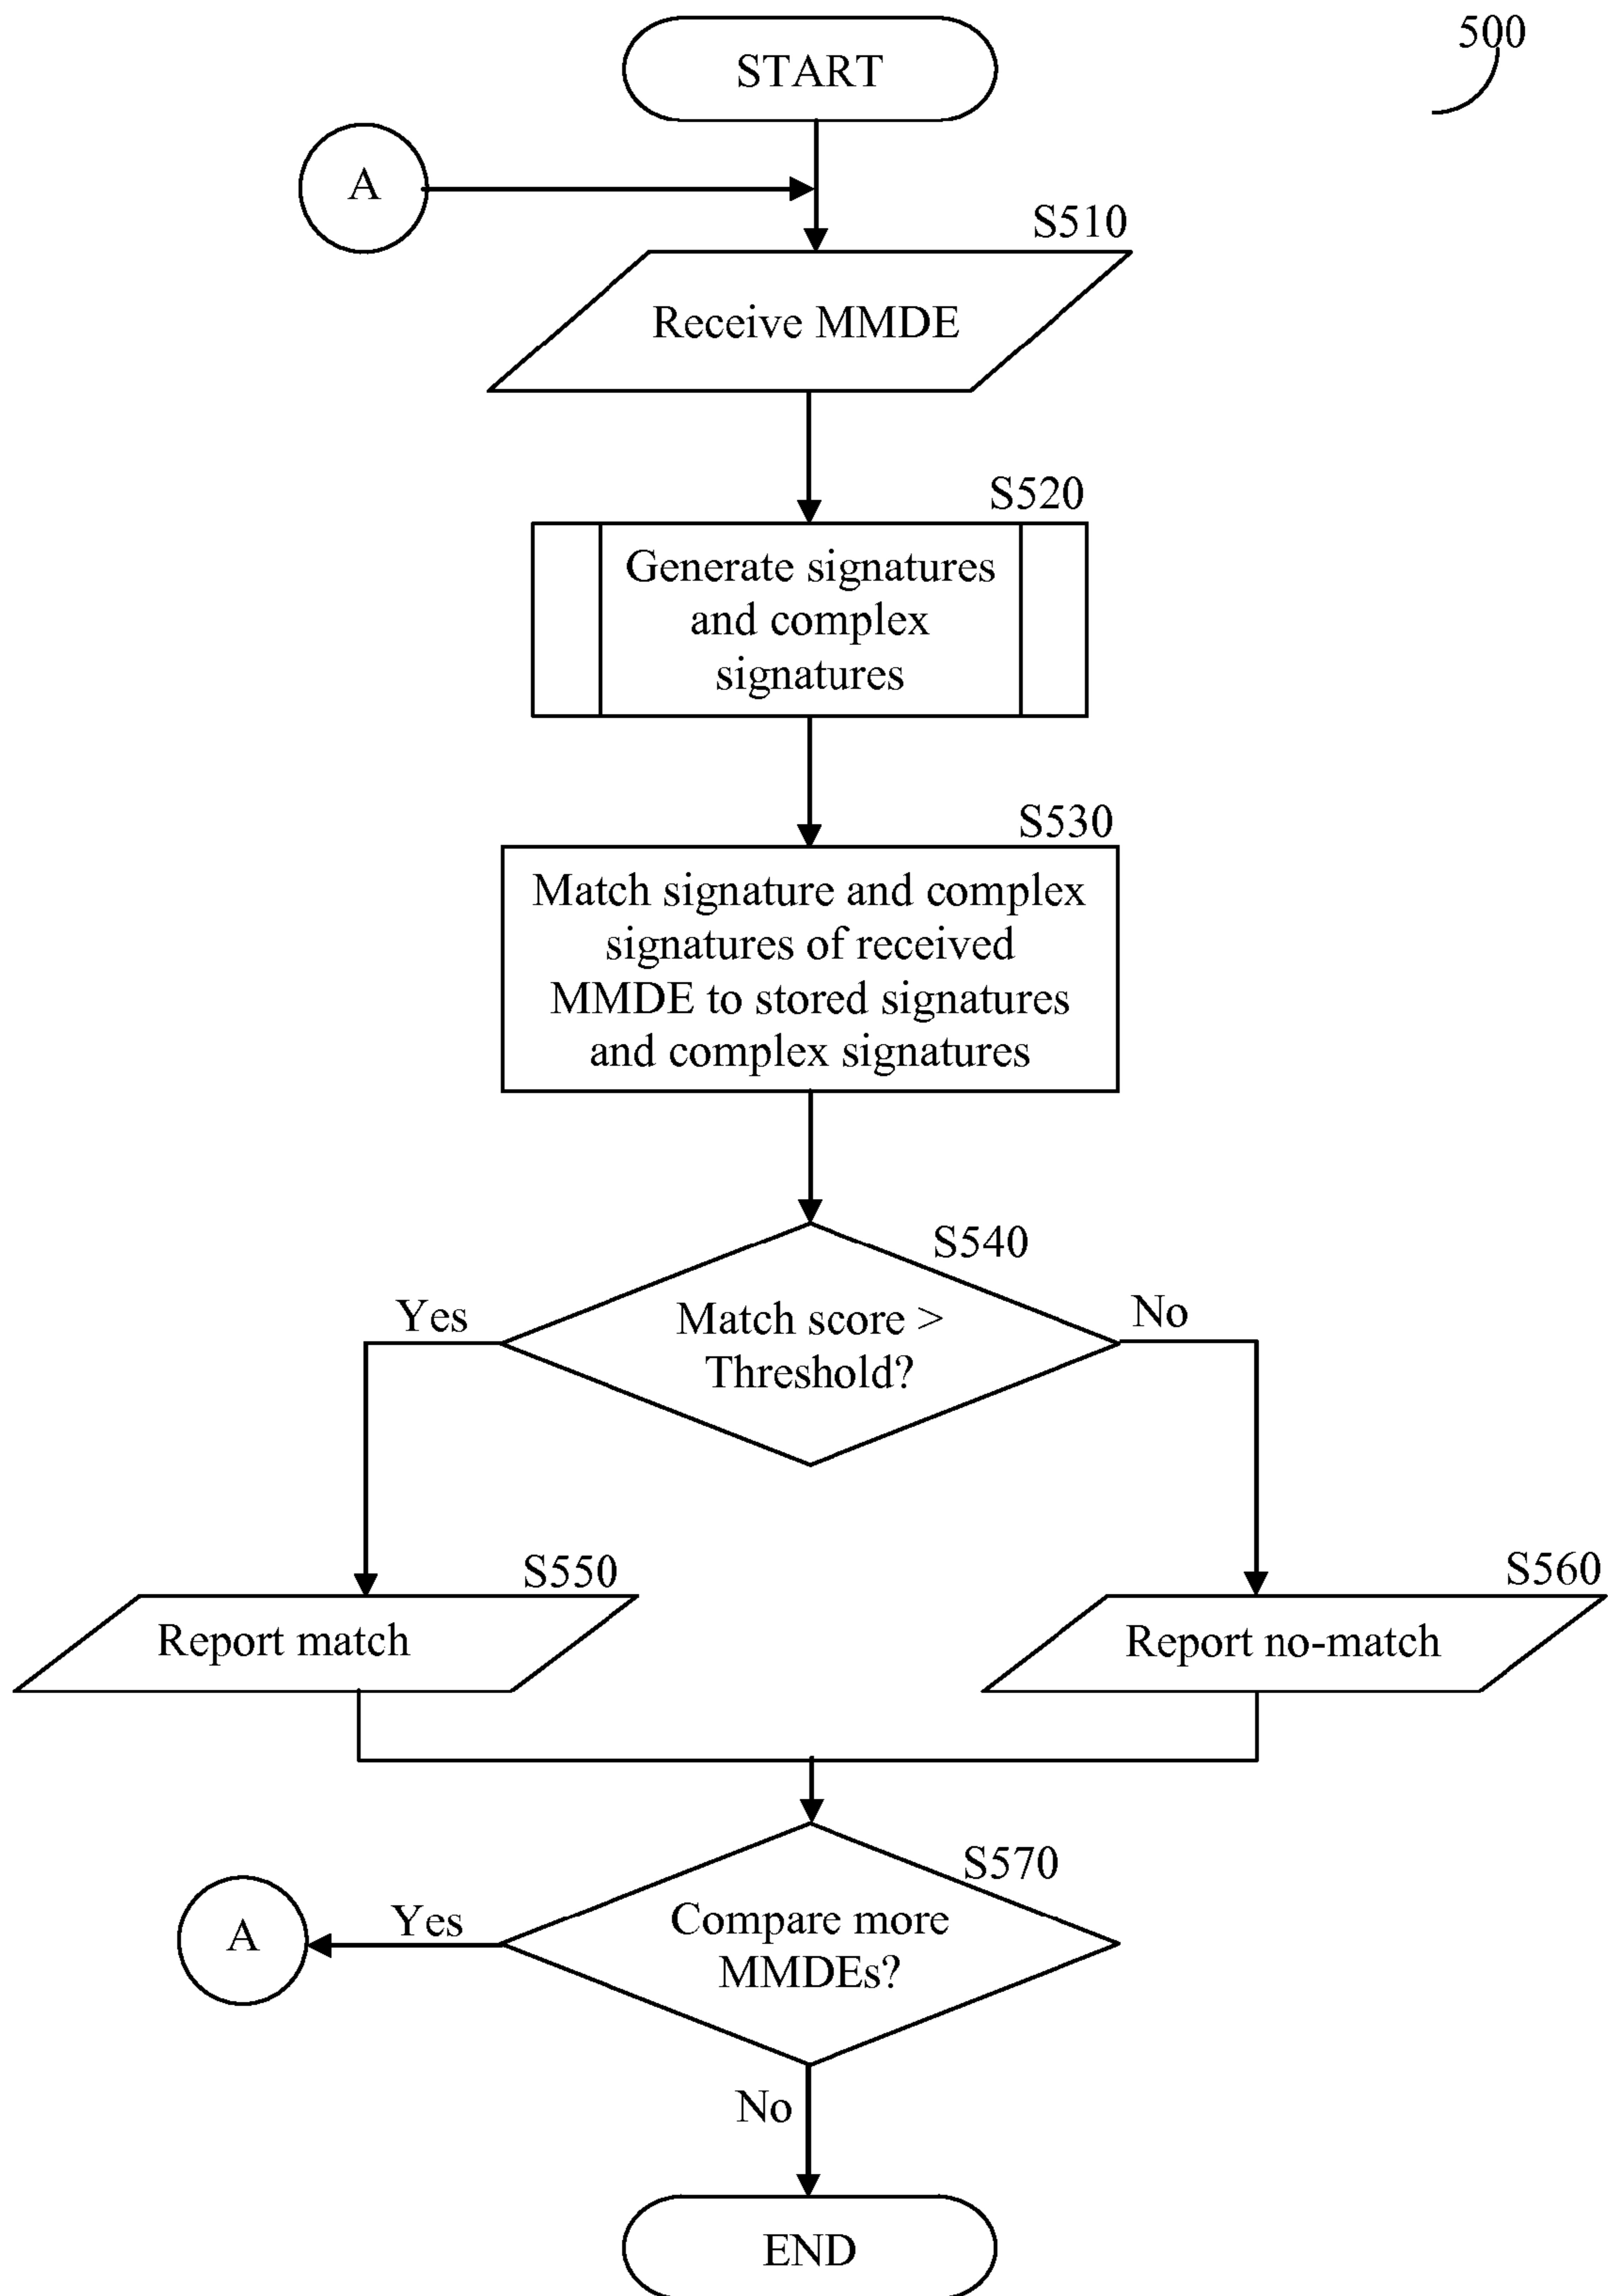 START
500
A
S510
Receive MMDE
S520
Generate signatures
and complex
signatures
S530
Match signature and complex
signatures of received
MMDE to stored signatures
and complex signatures
S540
Yes
Match score >
Threshold?
No
S550
Report match
S560
Report no-match
S570
A
Yes
Compare more
MMDEs?
No
END